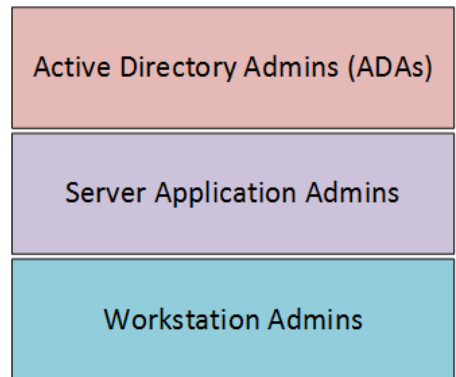 Active Directory Admins (ADAs)
Server Application Admins
Workstation Admins